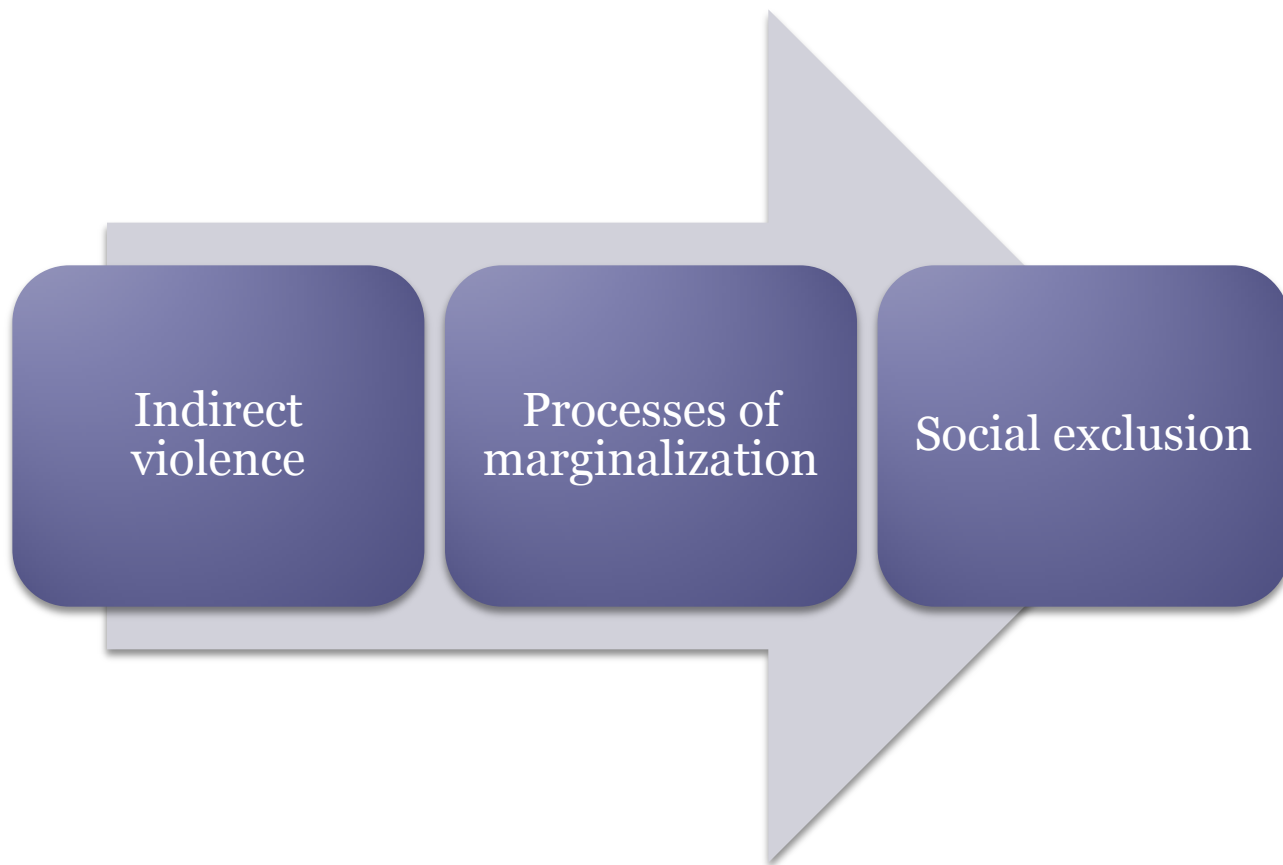 Indirect
violence
Processes of
marginalization
Social exclusion